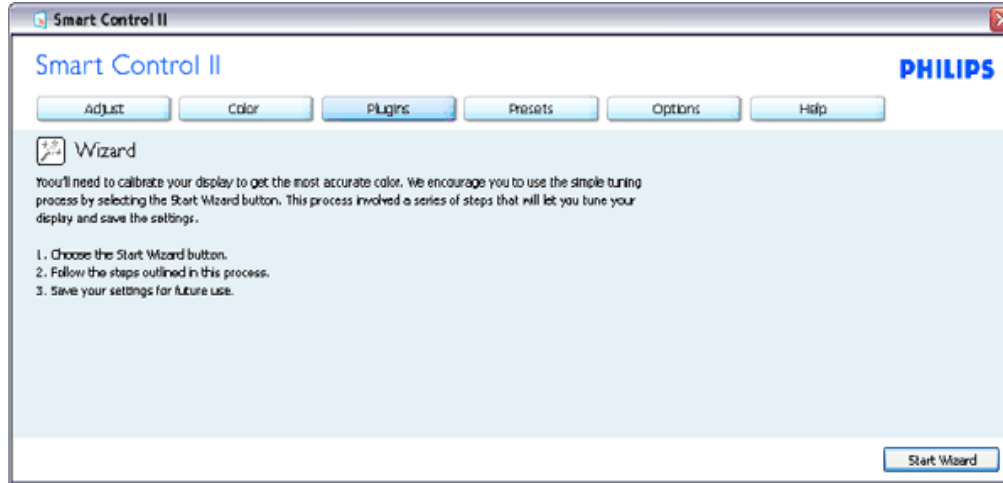 Smart Control II
Smart Control II
PHILIPS
Adjust Color Plugins Presets Options Help
Wizard
Yoou'll need to calibrate your display to get the most accurate color. We encourage you to use the simple tuning
process by selecting the Start Wizard button. This process involved a series of steps that will let you tune your
display and save the settings.
1. Choose the Start Wizard button.
2. Follow the steps outlined in this process.
3. Save your settings for future use.
Start Wizard